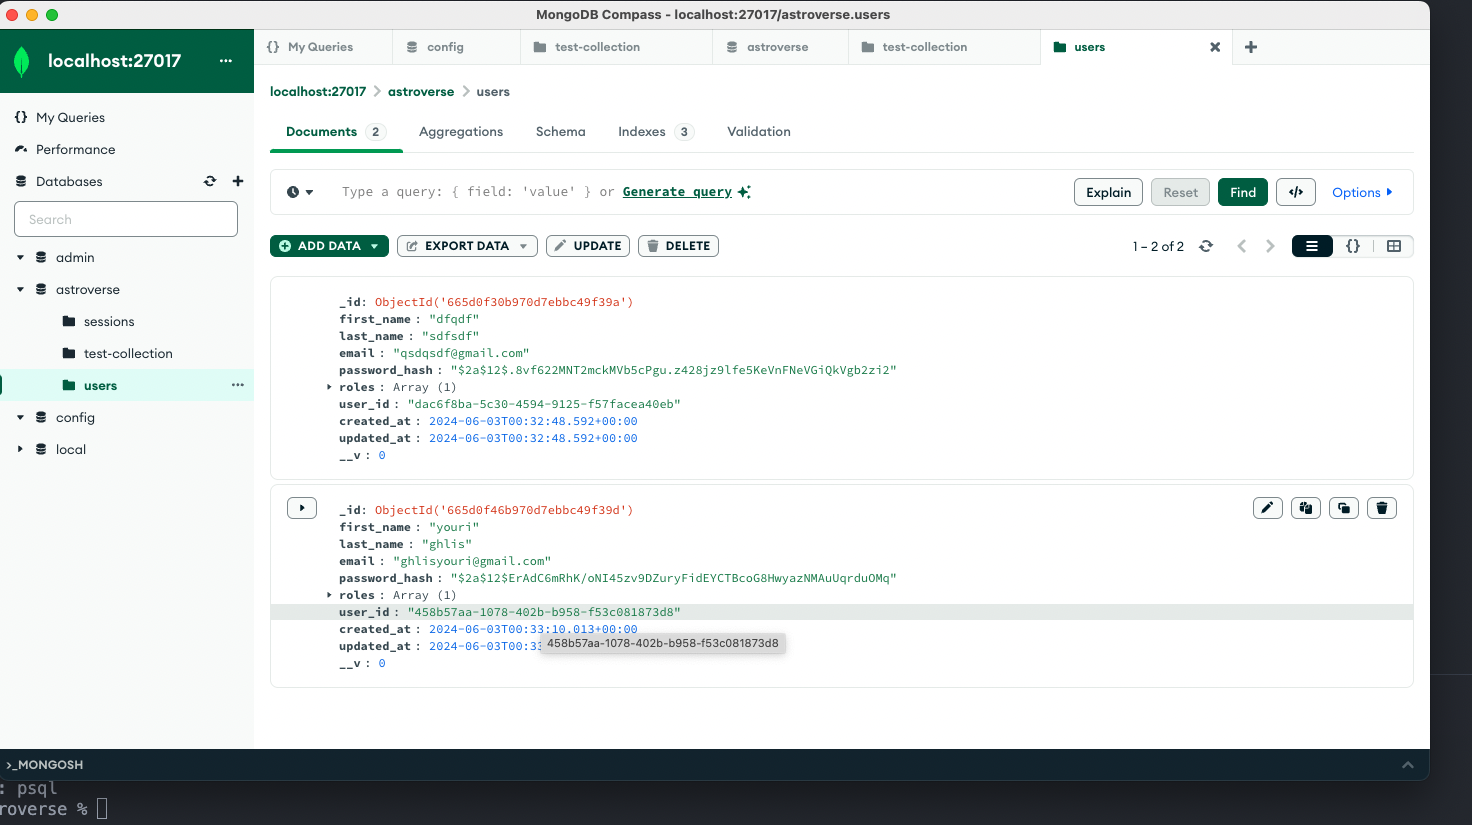 MongoDB Compass - localhost:27017/astroverse.users
localhost:27017 ...
{} My Queries config test-collection astroverse test-collection users
localhost:27017 > astroverse > users
{} My Queries
Performance
Databases
Search
admin
astroverse
sessions
test-collection
users ...
config
local
Documents 2 Aggregations Schema Indexes 3 Validation
Type a query: { field: 'value' } or Generate query Explain Reset Find </> Options
ADD DATA EXPORT DATA UPDATE DELETE 1 – 2 of 2 {}
_id: ObjectId('665d0f30b970d7ebbc49f39a')
first_name : "dfqdf"
last_name : "sdfsdf"
email : "qsdqsdf@gmail.com"
password_hash : "$2a$12$.8vf622MNT2mckMVb5cPgu.z428jz9lfe5KeVnFNeVGiQkVgb2zi2"
roles : Array (1)
user_id : "dac6f8ba-5c30-4594-9125-f57facea40eb"
created_at : 2024-06-03T00:32:48.592+00:00
updated_at : 2024-06-03T00:32:48.592+00:00
__v : 0
_id: ObjectId('665d0f46b970d7ebbc49f39d')
first_name : "youri"
last_name : "ghlis"
email : "ghlisyouri@gmail.com"
password_hash : "$2a$12$ErAdC6mRhK/oNI45zv9DZuryFidEYCTBcoG8HwyazNMAuUqrduOMq"
roles : Array (1)
user_id : "458b57aa-1078-402b-b958-f53c081873d8"
created_at : 2024-06-03T00:33:10.013+00:00
updated_at : 2024-06-03T00:33
458b57aa-1078-402b-b958-f53c081873d8
__v : 0
>_MONGOSH
: psql
roverse %